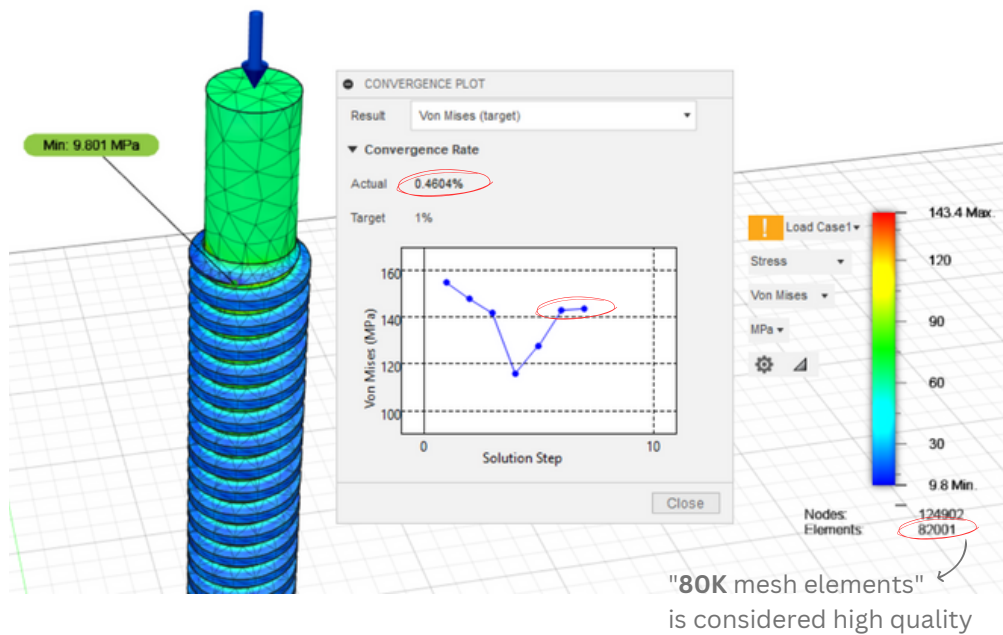 Min: 9.801 MPa
CONVERGENCE PLOT
Result Von Mises (target)
Convergence Rate
Actual 0.4604%
Target 1%
160
140
120
100
Von Mises (MPa)
0 10
Solution Step
Close
! Load Case1
Stress
Von Mises
MPa
143.4 Max.
120
90
60
30
9.8 Min.
Nodes: 124902
Elements: 82001
"80K mesh elements"
is considered high quality